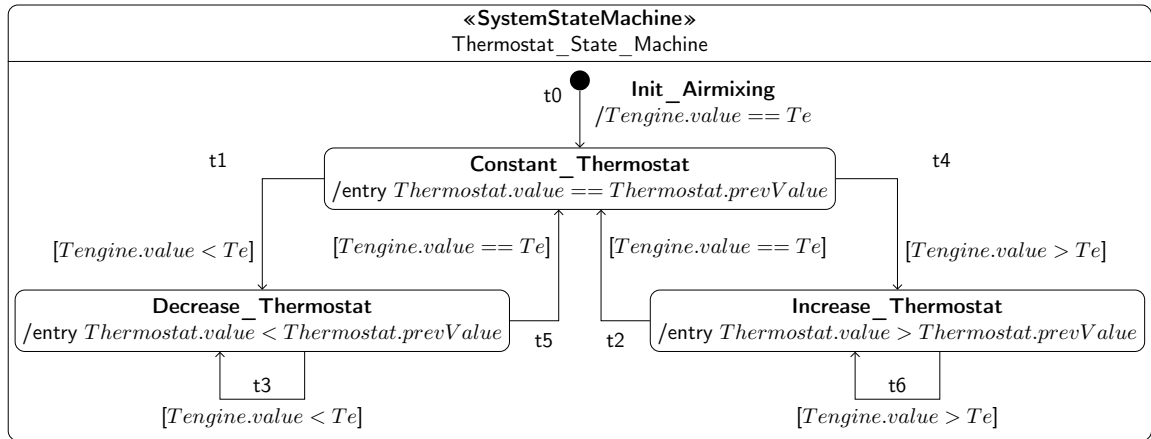 «SystemStateMachine»
Thermostat_State_Machine
t0
Init_Airmixing
/Tengine.value == Te
t1
Constant_Thermostat
/entry Thermostat.value == Thermostat.prevValue
t4
[Tengine.value < Te]
[Tengine.value == Te]
[Tengine.value == Te]
[Tengine.value > Te]
Decrease_Thermostat
/entry Thermostat.value < Thermostat.prevValue
t5
t2
Increase_Thermostat
/entry Thermostat.value > Thermostat.prevValue
t3
[Tengine.value < Te]
t6
[Tengine.value > Te]